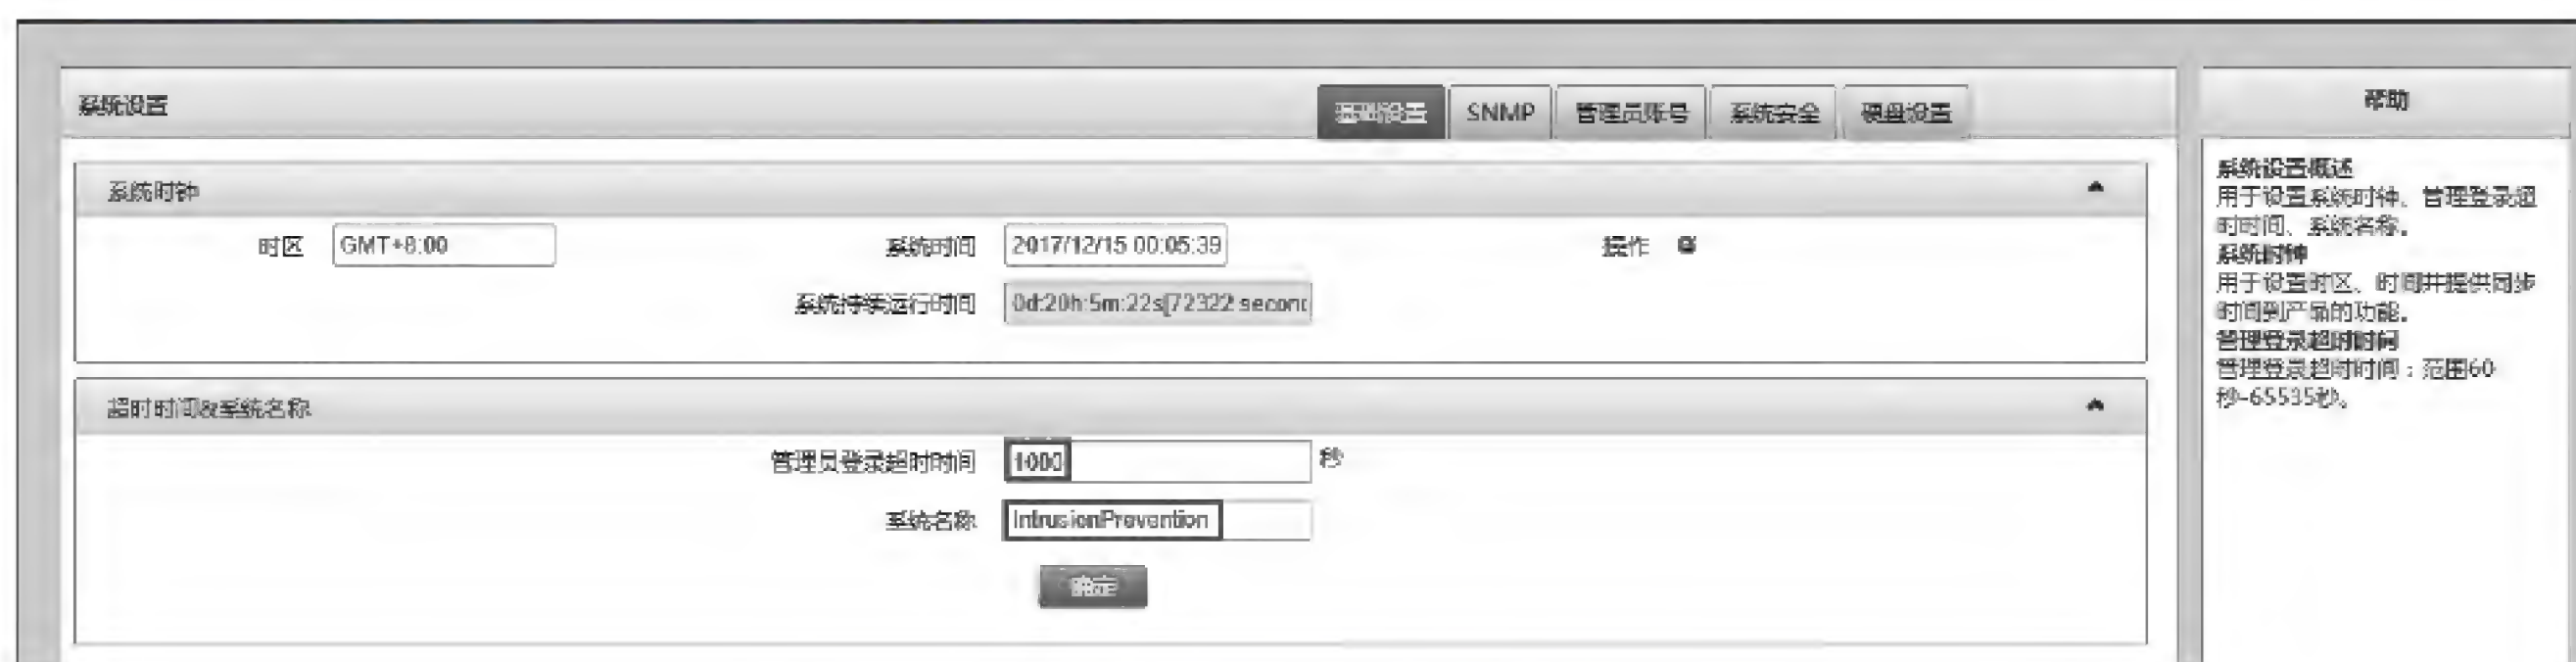 系统设置
基础设置 SNMP 管理员账号 系统安全 硬盘设置
系统时钟
时区 GMT+8:00 系统时间 2017/12/15 00:05:39 操作
系统持续运行时间 0d:20h:5m:22s[72322 second
超时时间&系统名称
管理员登录超时时间 1000 秒
系统名称 IntrusionPrevention
确定
帮助
系统设置概述
用于设置系统时钟、管理登录超
时时间、系统名称。
系统时钟
用于设置时区、时间并提供同步
时间到产品的功能。
管理登录超时时间
管理登录超时时间：范围60
秒-65535秒。